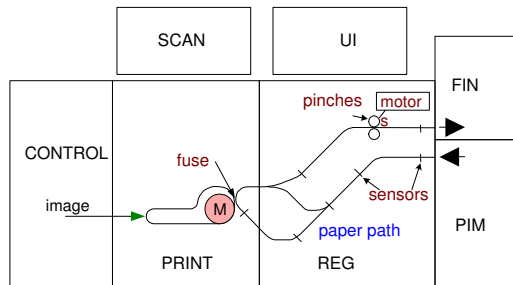 SCAN
UI
pinches
motor
s
FIN
CONTROL
fuse
sensors
image
M
paper path
PIM
PRINT
REG